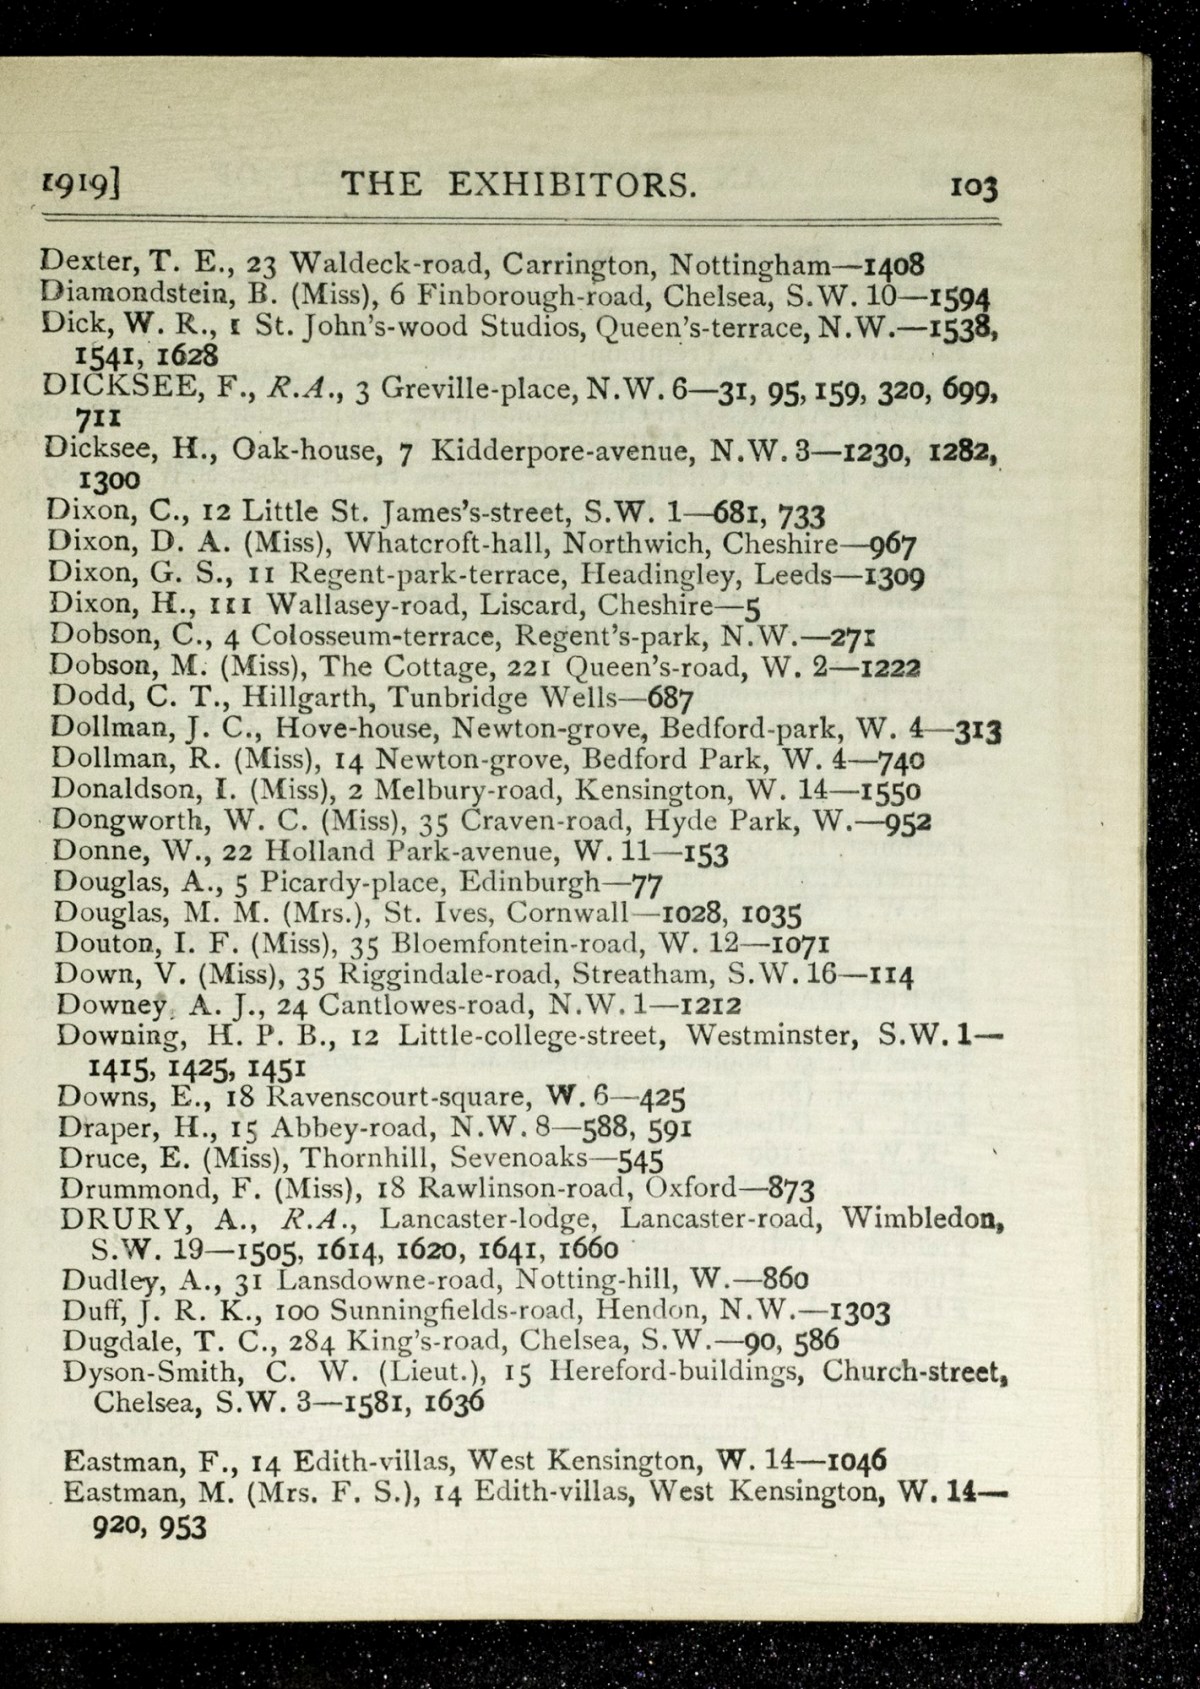 1919] THE EXHIBITORS. 103
Dexter, T. E., 23 Waldeck-road, Carrington, Nottingham—1408
Diamondstein, B. (Miss), 6 Finborough-road, Chelsea, S.W. 10—1594
Dick, W. R., 1 St. John's-wood Studios, Queen's-terrace, N.W.—1538,
1541, 1628
DICKSEE, F., R.A., 3 Greville-place, N.W. 6—31, 95, 159, 320, 699,
711
Dicksee, H., Oak-house, 7 Kidderpore-avenue, N.W. 3—1230, 1282,
1300
Dixon, C., 12 Little St. James's-street, S.W. 1—681, 733
Dixon, D. A. (Miss), Whatcroft-hall, Northwich, Cheshire—967
Dixon, G. S., 11 Regent-park-terrace, Headingley, Leeds—1309
Dixon, H., 111 Wallasey-road, Liscard, Cheshire—5
Dobson, C., 4 Colosseum-terrace, Regent's-park, N.W.—271
Dobson, M. (Miss), The Cottage, 221 Queen's-road, W. 2—1222
Dodd, C. T., Hillgarth, Tunbridge Wells—687
Dollman, J. C., Hove-house, Newton-grove, Bedford-park, W. 4—313
Dollman, R. (Miss), 14 Newton-grove, Bedford Park, W. 4—740
Donaldson, I. (Miss), 2 Melbury-road, Kensington, W. 14—1550
Dongworth, W. C. (Miss), 35 Craven-road, Hyde Park, W.—952
Donne, W., 22 Holland Park-avenue, W. 11—153
Douglas, A., 5 Picardy-place, Edinburgh—77
Douglas, M. M. (Mrs.), St. Ives, Cornwall—1028, 1035
Douton, I. F. (Miss), 35 Bloemfontein-road, W. 12—1071
Down, V. (Miss), 35 Riggindale-road, Streatham, S.W. 16—114
Downey, A. J., 24 Cantlowes-road, N.W. 1—1212
Downing, H. P. B., 12 Little-college-street, Westminster, S.W. 1—
1415, 1425, 1451
Downs, E., 18 Ravenscourt-square, W. 6—425
Draper, H., 15 Abbey-road, N.W. 8—588, 591
Druce, E. (Miss), Thornhill, Sevenoaks—545
Drummond, F. (Miss), 18 Rawlinson-road, Oxford—873
DRURY, A., R.A., Lancaster-lodge, Lancaster-road, Wimbledon,
S.W. 19—1505, 1614, 1620, 1641, 1660
Dudley, A., 31 Lansdowne-road, Notting-hill, W.—860
Duff, J. R. K., 100 Sunningfields-road, Hendon, N.W.—1303
Dugdale, T. C., 284 King's-road, Chelsea, S.W.—90, 586
Dyson-Smith, C. W. (Lieut.), 15 Hereford-buildings, Church-street,
Chelsea, S.W. 3—1581, 1636
Eastman, F., 14 Edith-villas, West Kensington, W. 14—1046
Eastman, M. (Mrs. F. S.), 14 Edith-villas, West Kensington, W. 14—
920, 953